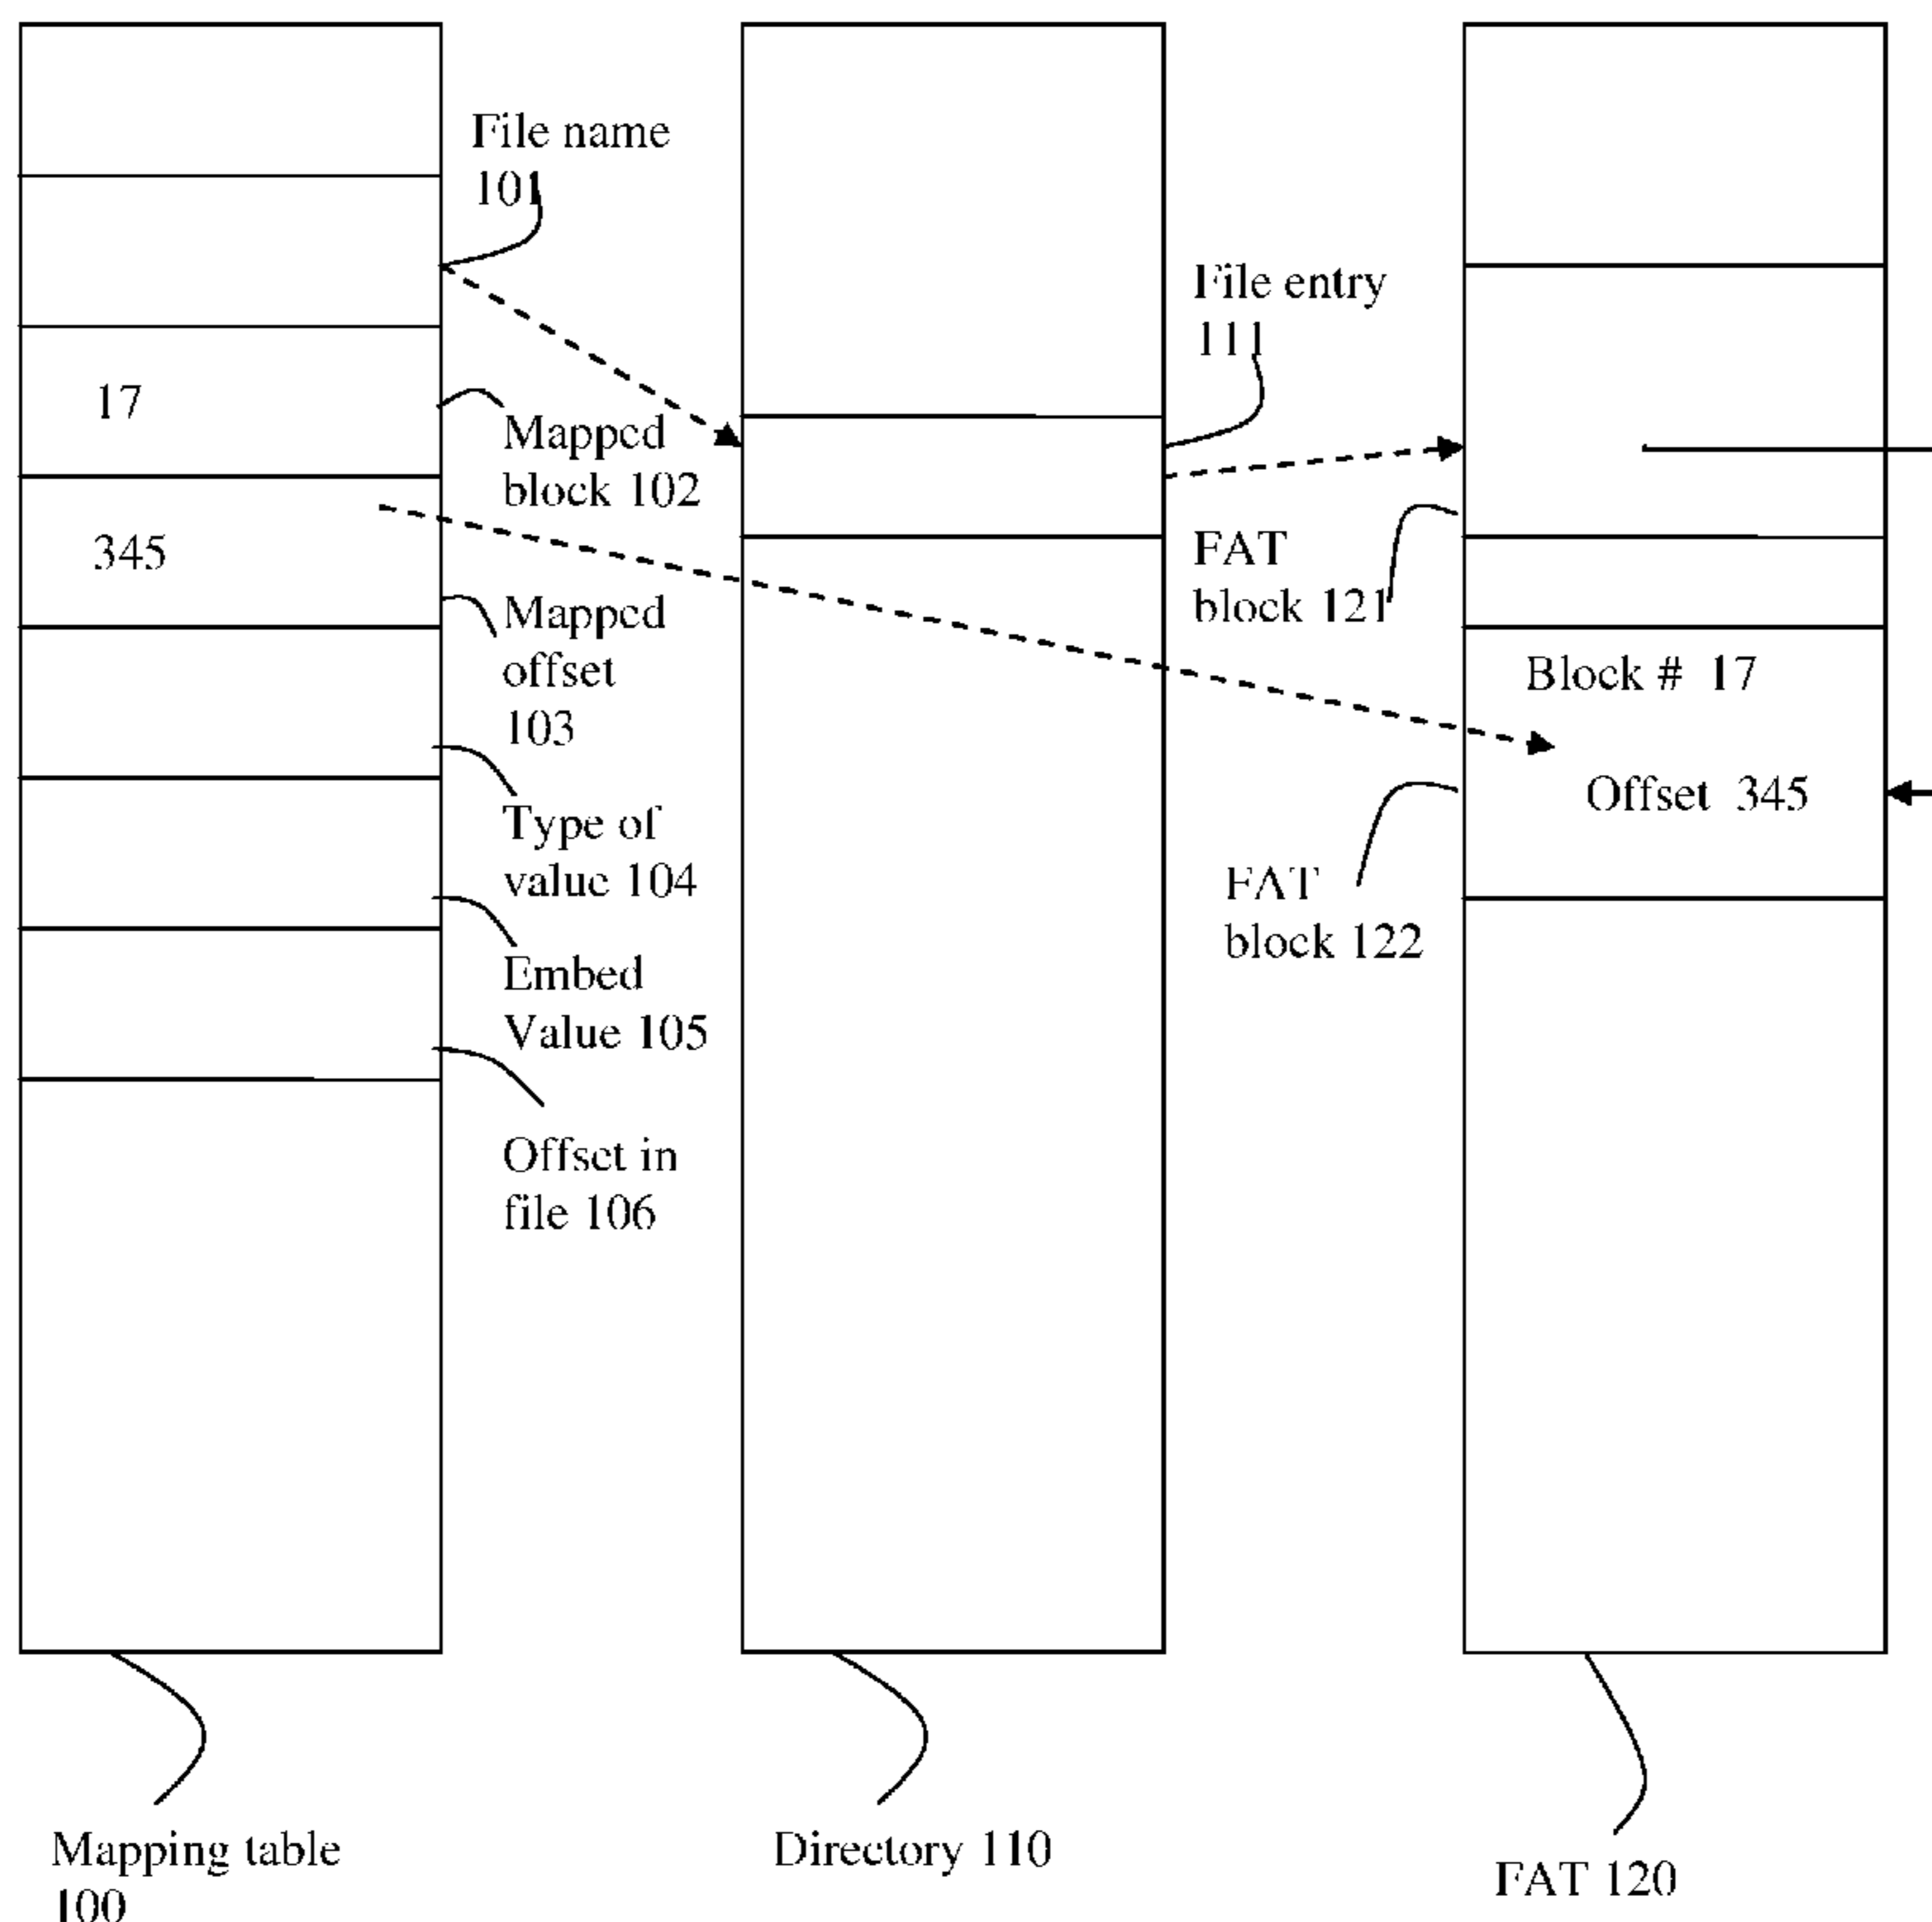 File name
101
17
Mapped
block 102
345
Mapped
offset
103
Type of
value 104
Embed
Value 105
Offset in
file 106
File entry
111
FAT
block 121
Block # 17
Offset 345
FAT
block 122
Mapping table
100
Directory 110
FAT 120